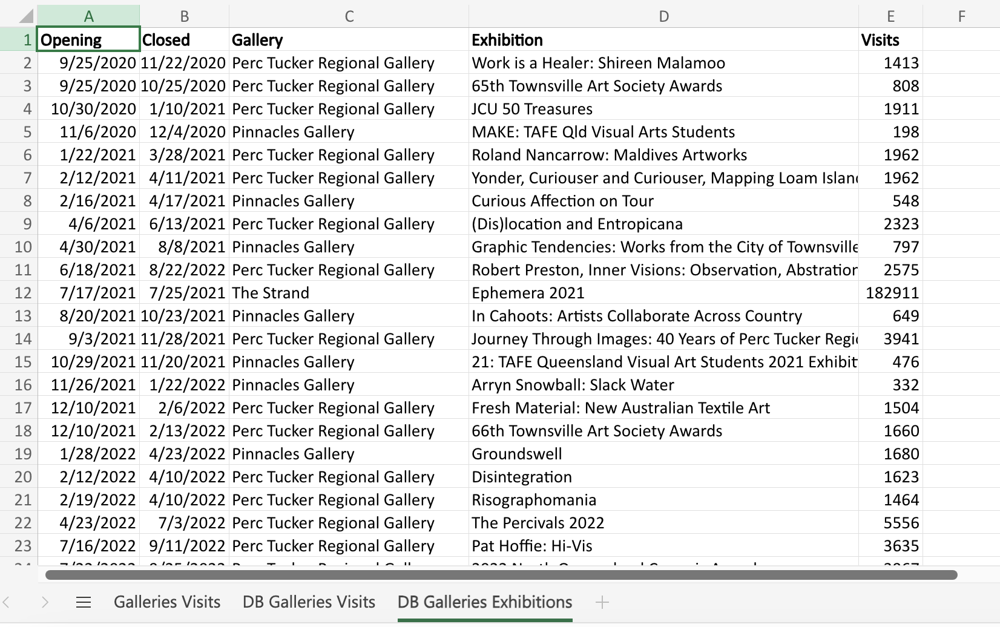 A B C D E F
1 Opening Closed Gallery Exhibition Visits
2 9/25/2020 11/22/2020 Perc Tucker Regional Gallery Work is a Healer: Shireen Malamoo 1413
3 9/25/2020 10/25/2020 Perc Tucker Regional Gallery 65th Townsville Art Society Awards 808
4 10/30/2020 1/10/2021 Perc Tucker Regional Gallery JCU 50 Treasures 1911
5 11/6/2020 12/4/2020 Pinnacles Gallery MAKE: TAFE Qld Visual Arts Students 198
6 1/22/2021 3/28/2021 Perc Tucker Regional Gallery Roland Nancarrow: Maldives Artworks 1962
7 2/12/2021 4/11/2021 Perc Tucker Regional Gallery Yonder, Curiouser and Curiouser, Mapping Loam Islan 1962
8 2/16/2021 4/17/2021 Pinnacles Gallery Curious Affection on Tour 548
9 4/6/2021 6/13/2021 Perc Tucker Regional Gallery (Dis)location and Entropicana 2323
10 4/30/2021 8/8/2021 Pinnacles Gallery Graphic Tendencies: Works from the City of Townsville 797
11 6/18/2021 8/22/2022 Perc Tucker Regional Gallery Robert Preston, Inner Visions: Observation, Abstration 2575
12 7/17/2021 7/25/2021 The Strand Ephemera 2021 182911
13 8/20/2021 10/23/2021 Pinnacles Gallery In Cahoots: Artists Collaborate Across Country 649
14 9/3/2021 11/28/2021 Perc Tucker Regional Gallery Journey Through Images: 40 Years of Perc Tucker Regi 3941
15 10/29/2021 11/20/2021 Pinnacles Gallery 21: TAFE Queensland Visual Art Students 2021 Exhibit 476
16 11/26/2021 1/22/2022 Pinnacles Gallery Arryn Snowball: Slack Water 332
17 12/10/2021 2/6/2022 Perc Tucker Regional Gallery Fresh Material: New Australian Textile Art 1504
18 12/10/2021 2/13/2022 Perc Tucker Regional Gallery 66th Townsville Art Society Awards 1660
19 1/28/2022 4/23/2022 Pinnacles Gallery Groundswell 1680
20 2/12/2022 4/10/2022 Perc Tucker Regional Gallery Disintegration 1623
21 2/19/2022 4/10/2022 Perc Tucker Regional Gallery Risographomania 1464
22 4/23/2022 7/3/2022 Perc Tucker Regional Gallery The Percivals 2022 5556
23 7/16/2022 9/11/2022 Perc Tucker Regional Gallery Pat Hoffie: Hi-Vis 3635
Galleries Visits DB Galleries Visits DB Galleries Exhibitions